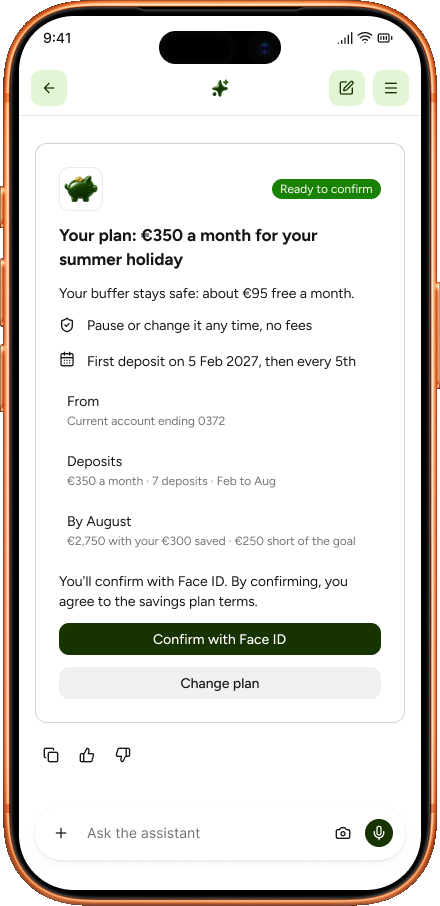 9:41
Ready to confirm
Your plan: €350 a month for your
summer holiday
Your buffer stays safe: about €95 free a month.
Pause or change it any time, no fees
First deposit on 5 Feb 2027, then every 5th
From
Current account ending 0372
Deposits
€350 a month · 7 deposits · Feb to Aug
By August
€2,750 with your €300 saved · €250 short of the goal
You'll confirm with Face ID. By confirming, you
agree to the savings plan terms.
Confirm with Face ID
Change plan
Ask the assistant